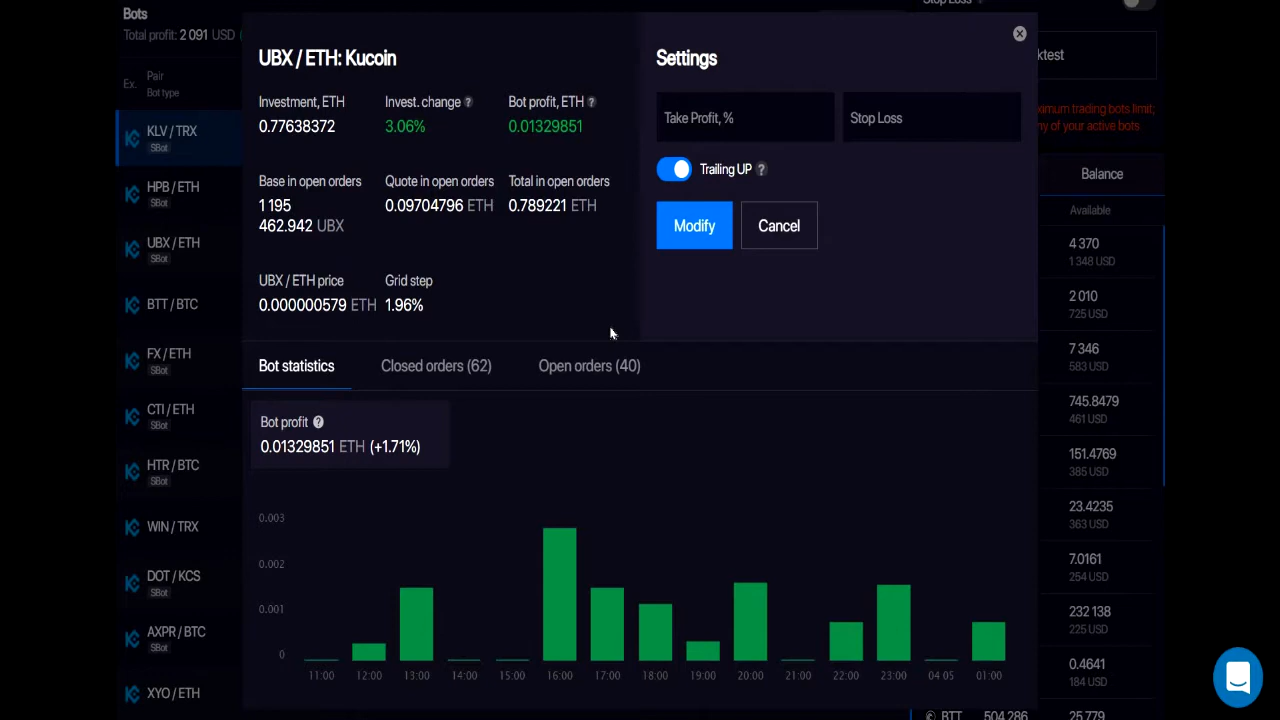 Bots
Stop Loss
Total profit: 2 091 USD
Ex.
Pair
Bot type
KLV / TRX
SBot
HPB / ETH
SBot
UBX / ETH
SBot
BTT / BTC
FX / ETH
SBot
CTI / ETH
SBot
HTR / BTC
SBot
WIN / TRX
DOT / KCS
SBot
AXPR / BTC
SBot
XYO / ETH
UBX / ETH: Kucoin
Investment, ETH
0.77638372
Invest. change ?
3.06%
Bot profit, ETH ?
0.01329851
Base in open orders
1 195
462.942 UBX
Quote in open orders
0.09704796 ETH
Total in open orders
0.789221 ETH
UBX / ETH price
0.000000579 ETH
Grid step
1.96%
Settings
Take Profit, %
Stop Loss
Trailing UP ?
Modify
Cancel
Bot statistics
Closed orders (62)
Open orders (40)
Bot profit ?
0.01329851 ETH (+1.71%)
0.003
0.002
0.001
0
11:00 12:00 13:00 14:00 15:00 16:00 17:00 18:00 19:00 20:00 21:00 22:00 23:00 04 05 01:00
ktest
ximum trading bots limit,
ny of your active bots
Balance
Available
4 370
1 348 USD
2 010
725 USD
7 346
583 USD
745.8479
461 USD
151.4769
385 USD
23.4235
363 USD
7.0161
254 USD
232 138
225 USD
0.4641
184 USD
BTT 504.286 25.779